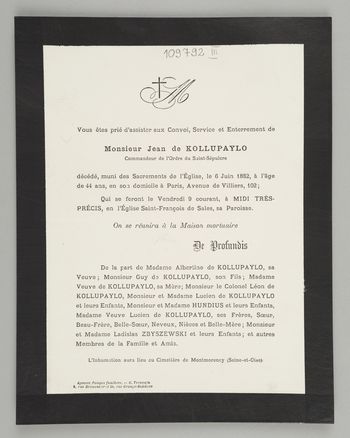 109792 III
M
Vous êtes prié d'assister aux Convoi, Service et Enterrement de
Monsieur Jean de KOLLUPAYLO
Commandeur de l'Ordre du Saint-Sépulcre
décédé, muni des Sacrements de l'Église, le 6 Juin 1882, à l'âge
de 44 ans, en son domicile à Paris, Avenue de Villiers, 102;
Qui se feront le Vendredi 9 courant, à MIDI TRÈS-
PRÉCIS, en l'Église Saint-François de Sales, sa Paroisse.
On se réunira à la Maison mortuaire
De Profundis
De la part de Madame Albertine de KOLLUPAYLO, sa
Veuve; Monsieur Guy de KOLLUPAYLO, son Fils; Madame
Veuve de KOLLUPAYLO, sa Mère; Monsieur le Colonel Léon de
KOLLUPAYLO, Monsieur et Madame Lucien de KOLLUPAYLO
et leurs Enfants, Monsieur et Madame HUNDIUS et leurs Enfants,
Madame Veuve Lucien de KOLLUPAYLO, ses Frères, Sœur,
Beau-Frère, Belle-Sœur, Neveux, Nièces et Belle-Mère; Monsieur
et Madame Ladislas ZBYSZEWSKI et leurs Enfants; et autres
Membres de la Famille et Amis.
L'Inhumation aura lieu au Cimetière de Montmorency (Seine-et-Oise)